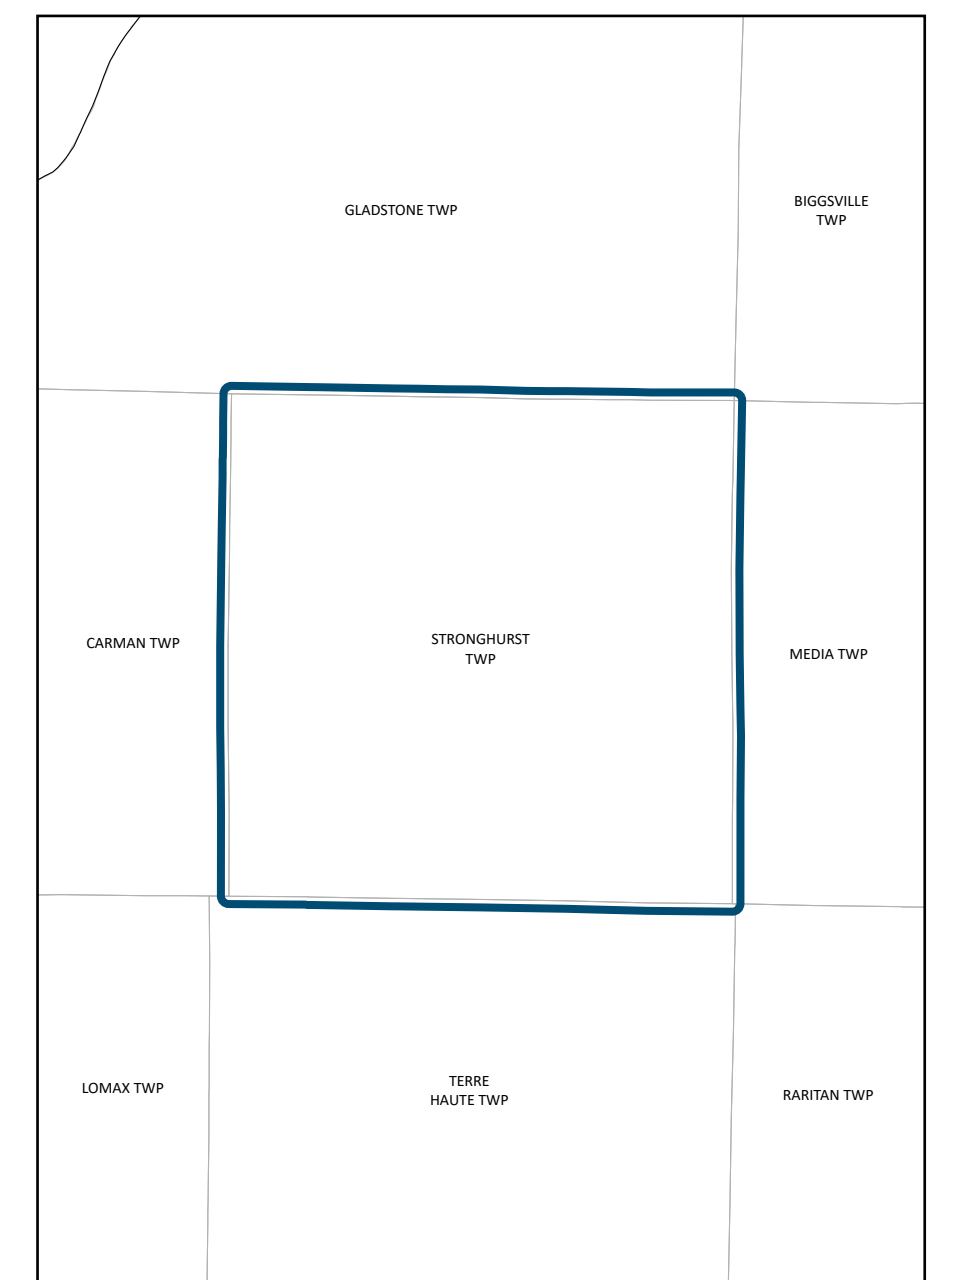 GLADSTONE TWP
BIGGSVILLE
TWP
CARMAN TWP
STRONGHURST
TWP
MEDIA TWP
LOMAX TWP
TERRE
HAUTE TWP
RARITAN TWP